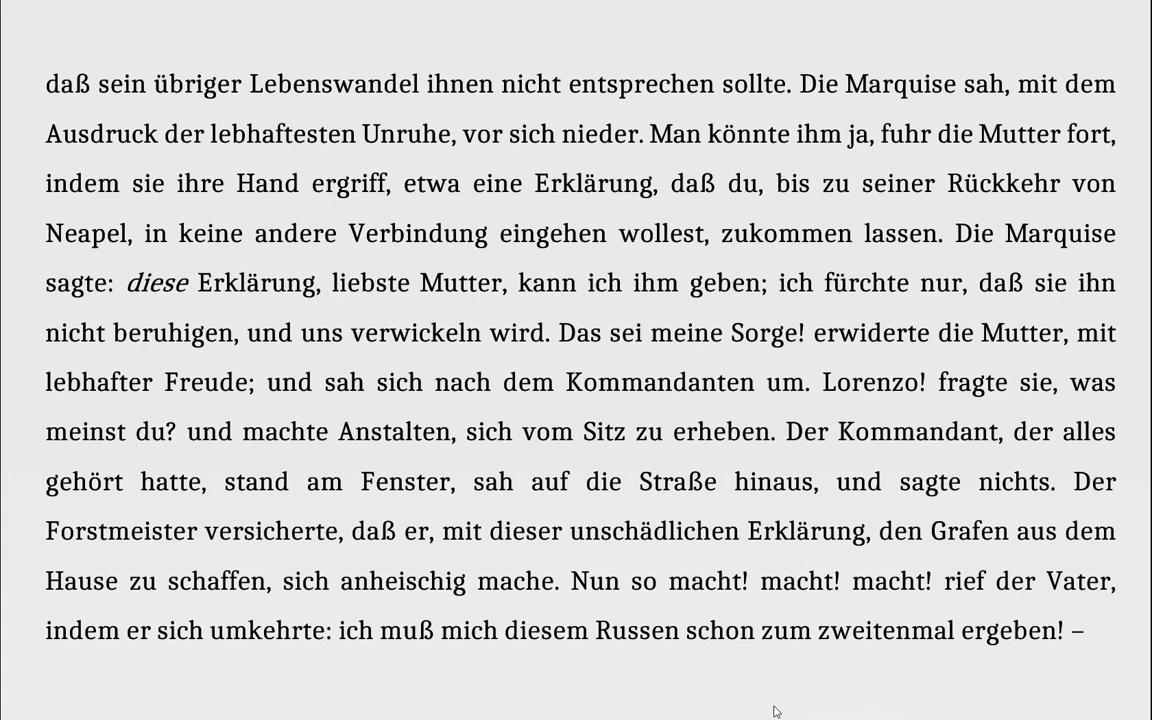 daß sein übriger Lebenswandel ihnen nicht entsprechen sollte. Die Marquise sah, mit dem
Ausdruck der lebhaftesten Unruhe, vor sich nieder. Man könnte ihm ja, fuhr die Mutter fort,
indem sie ihre Hand ergriff, etwa eine Erklärung, daß du, bis zu seiner Rückkehr von
Neapel, in keine andere Verbindung eingehen wollest, zukommen lassen. Die Marquise
sagte: diese Erklärung, liebste Mutter, kann ich ihm geben; ich fürchte nur, daß sie ihn
nicht beruhigen, und uns verwickeln wird. Das sei meine Sorge! erwiderte die Mutter, mit
lebhafter Freude; und sah sich nach dem Kommandanten um. Lorenzo! fragte sie, was
meinst du? und machte Anstalten, sich vom Sitz zu erheben. Der Kommandant, der alles
gehört hatte, stand am Fenster, sah auf die Straße hinaus, und sagte nichts. Der
Forstmeister versicherte, daß er, mit dieser unschädlichen Erklärung, den Grafen aus dem
Hause zu schaffen, sich anheischig mache. Nun so macht! macht! macht! rief der Vater,
indem er sich umkehrte: ich muß mich diesem Russen schon zum zweitenmal ergeben! –